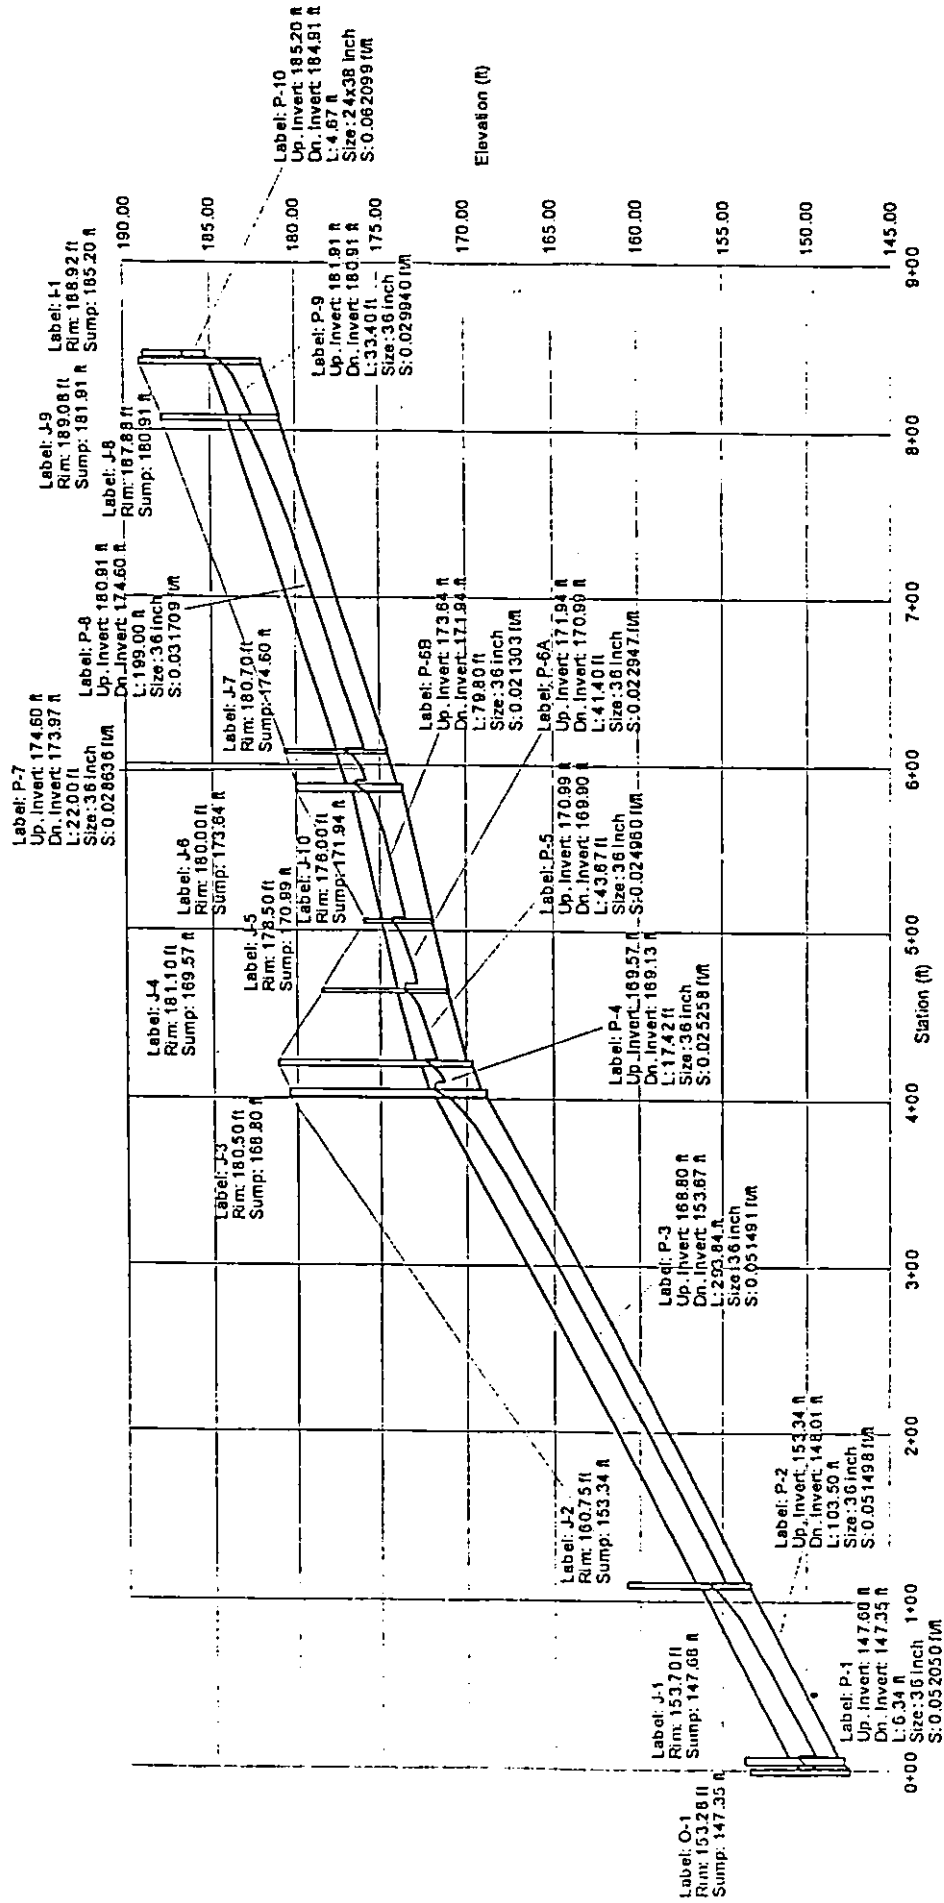 Label: O-1
Rim: 153.28 ft
Sump: 147.35 ft
Label: J-1
Rim: 153.70 ft
Sump: 147.68 ft
Label: P-1
Up. Invert: 147.68 ft
Dn. Invert: 147.35 ft
L: 6.34 ft
Size: 36 inch
S: 0.052050 ft/ft
Label: P-2
Up. Invert: 153.34 ft
Dn. Invert: 148.01 ft
L: 103.50 ft
Size: 36 inch
S: 0.051498 ft/ft
Label: J-2
Rim: 160.75 ft
Sump: 153.34 ft
Label: P-3
Up. Invert: 168.80 ft
Dn. Invert: 153.67 ft
L: 293.84 ft
Size: 36 inch
S: 0.051491 ft/ft
Label: J-3
Rim: 180.50 ft
Sump: 168.80 ft
Label: P-4
Up. Invert: 169.57 ft
Dn. Invert: 169.13 ft
L: 17.42 ft
Size: 36 inch
S: 0.025258 ft/ft
Label: J-4
Rim: 181.10 ft
Sump: 169.57 ft
Label: P-5
Up. Invert: 170.99 ft
Dn. Invert: 169.90 ft
L: 43.67 ft
Size: 36 inch
S: 0.024960 ft/ft
Label: J-5
Rim: 178.50 ft
Sump: 170.99 ft
Label: P-6A
Up. Invert: 171.94 ft
Dn. Invert: 170.99 ft
L: 41.40 ft
Size: 36 inch
S: 0.022947 ft/ft
Label: J-10
Rim: 176.00 ft
Sump: 171.94 ft
Label: P-6B
Up. Invert: 173.64 ft
Dn. Invert: 171.94 ft
L: 79.80 ft
Size: 36 inch
S: 0.021303 ft/ft
Label: J-6
Rim: 180.00 ft
Sump: 173.64 ft
Label: P-7
Up. Invert: 174.60 ft
Dn. Invert: 173.97 ft
L: 22.00 ft
Size: 36 inch
S: 0.028636 ft/ft
Label: J-7
Rim: 180.70 ft
Sump: 174.60 ft
Label: P-8
Up. Invert: 180.91 ft
Dn. Invert: 174.60 ft
L: 199.00 ft
Size: 36 inch
S: 0.031709 ft/ft
Label: J-8
Rim: 187.88 ft
Sump: 180.91 ft
Label: J-9
Rim: 189.08 ft
Sump: 181.91 ft
Label: I-1
Rim: 188.92 ft
Sump: 185.20 ft
Label: P-9
Up. Invert: 181.91 ft
Dn. Invert: 180.91 ft
L: 33.40 ft
Size: 36 inch
S: 0.029940 ft/ft
Label: P-10
Up. Invert: 185.20 ft
Dn. Invert: 184.91 ft
L: 4.67 ft
Size: 24x38 inch
S: 0.062099 ft/ft
190.00
185.00
180.00
175.00
170.00
165.00
160.00
155.00
150.00
145.00
Elevation (ft)
0+00
1+00
2+00
3+00
4+00
5+00
6+00
7+00
8+00
9+00
Station (ft)